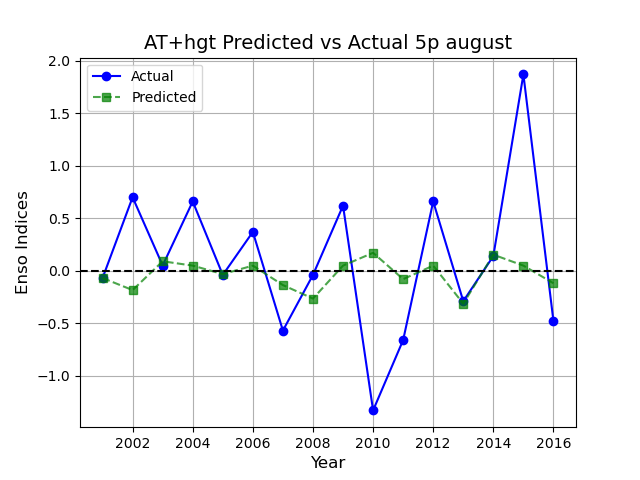 AT+hgt Predicted vs Actual 5p august
Actual
Predicted
Enso Indices
2.0
1.5
1.0
0.5
0.0
−0.5
−1.0
2002 2004 2006 2008 2010 2012 2014 2016
Year